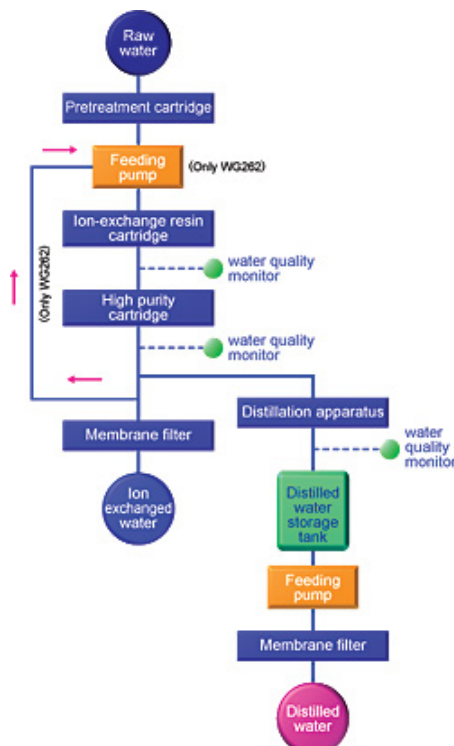 Raw
water
Pretreatment cartridge
Feeding
pump
(Only WG262)
Ion-exchange resin
cartridge
water quality
monitor
(Only WG262)
High purity
cartridge
water quality
monitor
Distillation apparatus
Membrane filter
water
quality
monitor
Ion
exchanged
water
Distilled
water
storage
tank
Feeding
pump
Membrane filter
Distilled
water